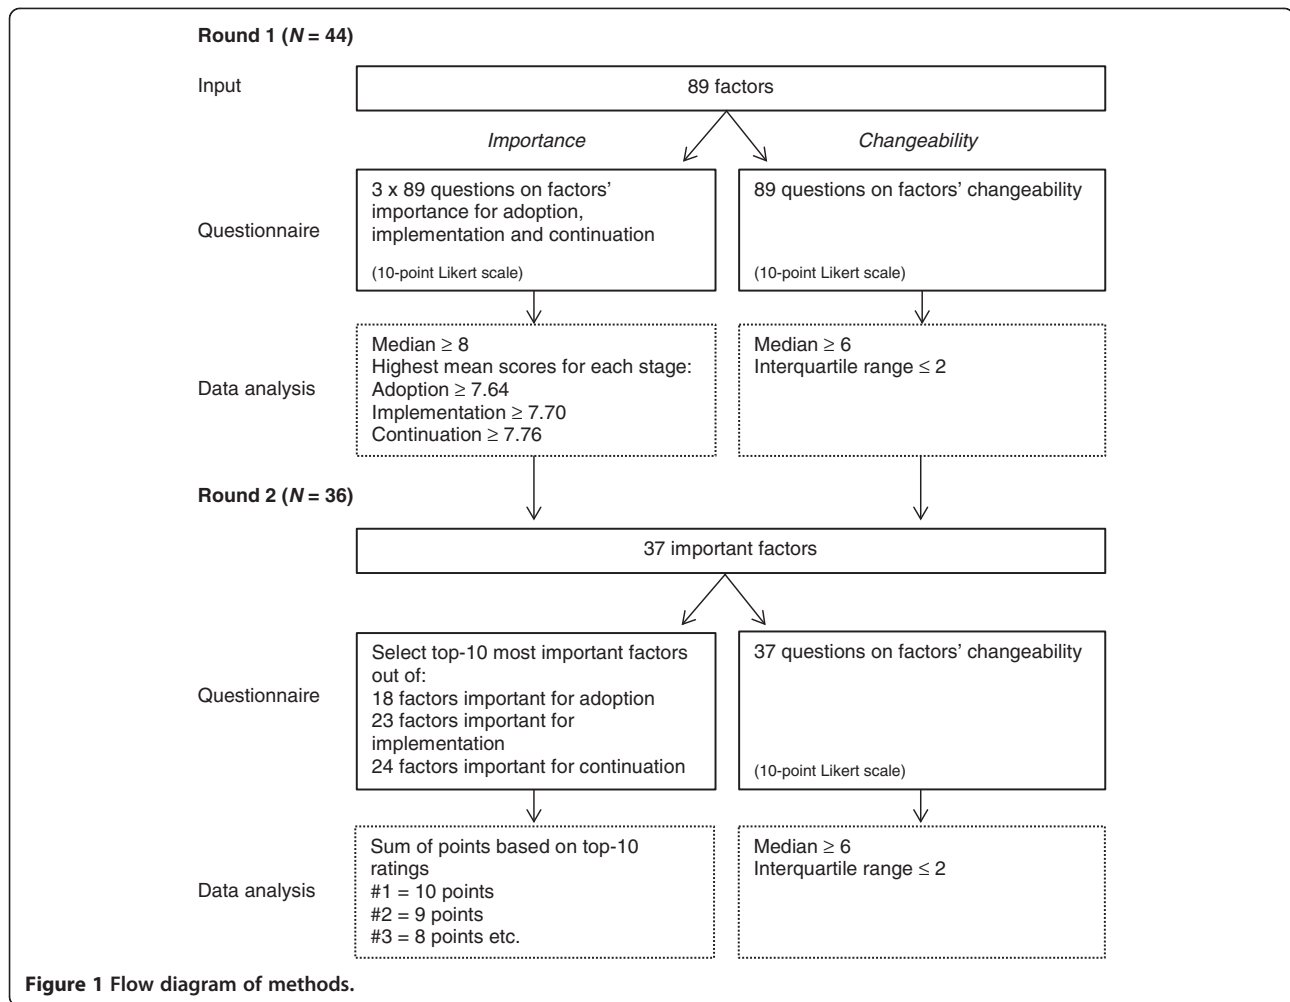 Round 1 (N = 44)
Input
89 factors
Importance
Changeability
Questionnaire
3 x 89 questions on factors’
importance for adoption,
implementation and continuation
(10-point Likert scale)
89 questions on factors’ changeability
(10-point Likert scale)
Data analysis
Median ≥ 8
Highest mean scores for each stage:
Adoption ≥ 7.64
Implementation ≥ 7.70
Continuation ≥ 7.76
Median ≥ 6
Interquartile range ≤ 2
Round 2 (N = 36)
37 important factors
Questionnaire
Select top-10 most important factors
out of:
18 factors important for adoption
23 factors important for
implementation
24 factors important for continuation
37 questions on factors’ changeability
(10-point Likert scale)
Data analysis
Sum of points based on top-10
ratings
#1 = 10 points
#2 = 9 points
#3 = 8 points etc.
Median ≥ 6
Interquartile range ≤ 2
Figure 1 Flow diagram of methods.